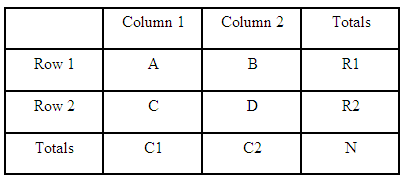 Column 1 Column 2 Totals
Row 1 A B R1
Row 2 C D R2
Totals C1 C2 N